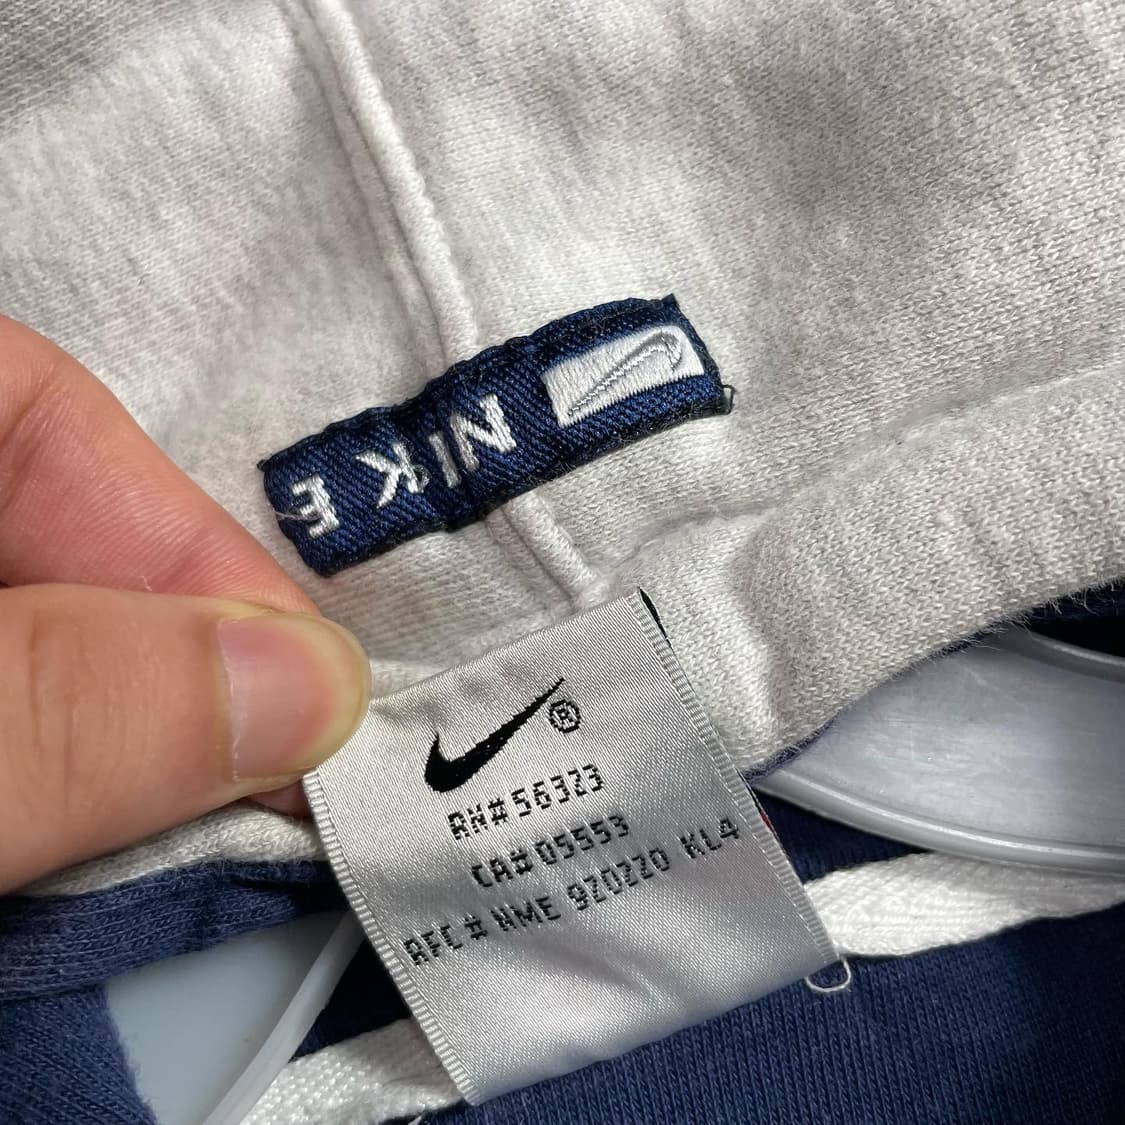 NIKE
®
RN# 56323
CA# 05553
RFC# NME 920220 KL4